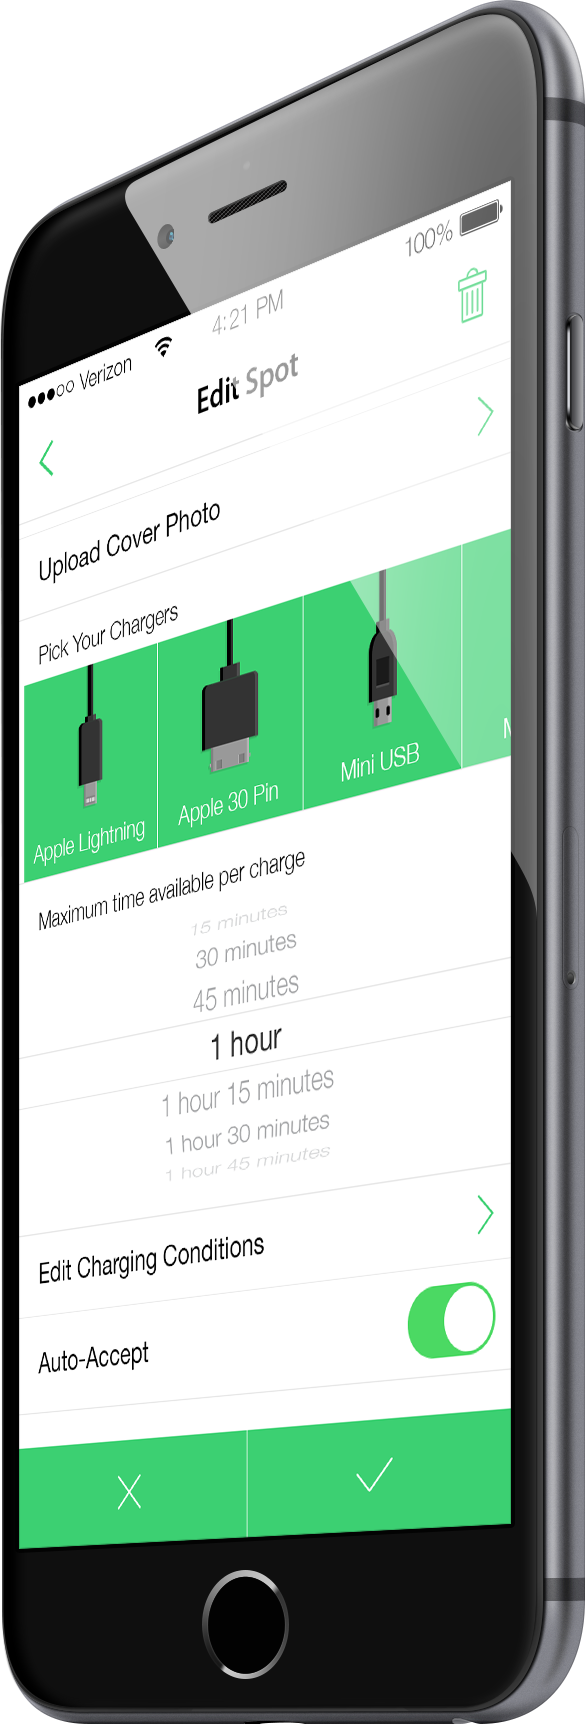 Verizon 4:21 PM 100%
Edit Spot
Upload Cover Photo
Pick Your Chargers
Apple Lightning Apple 30 Pin Mini USB
Maximum time available per charge
15 minutes
30 minutes
45 minutes
1 hour
1 hour 15 minutes
1 hour 30 minutes
1 hour 45 minutes
Edit Charging Conditions
Auto-Accept